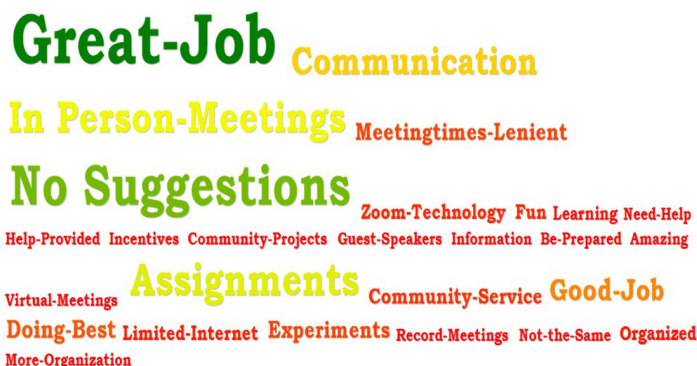 Great-Job Communication
In Person-Meetings Meetingtimes-Lenient
No Suggestions Zoom-Technology Fun Learning Need-Help
Help-Provided Incentives Community-Projects Guest-Speakers Information Be-Prepared Amazing
Virtual-Meetings Assignments Community-Service Good-Job
Doing-Best Limited-Internet Experiments Record-Meetings Not-the-Same Organized
More-Organization